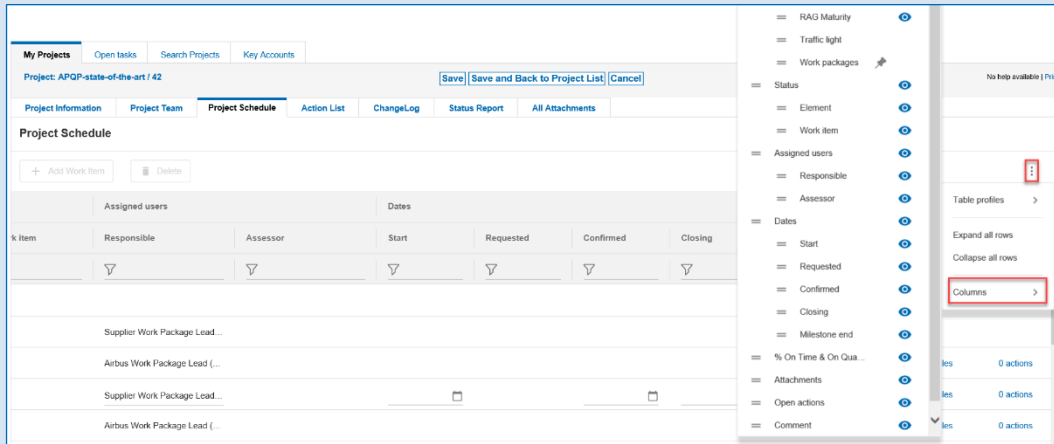 My Projects Open tasks Search Projects Key Accounts
Project: APQP-state-of-the-art / 42 Save Save and Back to Project List Cancel No help available | Pri
Project Information Project Team Project Schedule Action List ChangeLog Status Report All Attachments
Project Schedule
+ Add Work Item Delete
Assigned users Dates
k item Responsible Assessor Start Requested Confirmed Closing
Supplier Work Package Lead...
Airbus Work Package Lead (... les 0 actions
Supplier Work Package Lead... les 0 actions
Airbus Work Package Lead (... les 0 actions
RAG Maturity
Traffic light
Work packages
Status
Element
Work item
Assigned users
Responsible
Assessor
Dates
Start
Requested
Confirmed
Closing
Milestone end
% On Time & On Qua...
Attachments
Open actions
Comment
Table profiles
Expand all rows
Collapse all rows
Columns